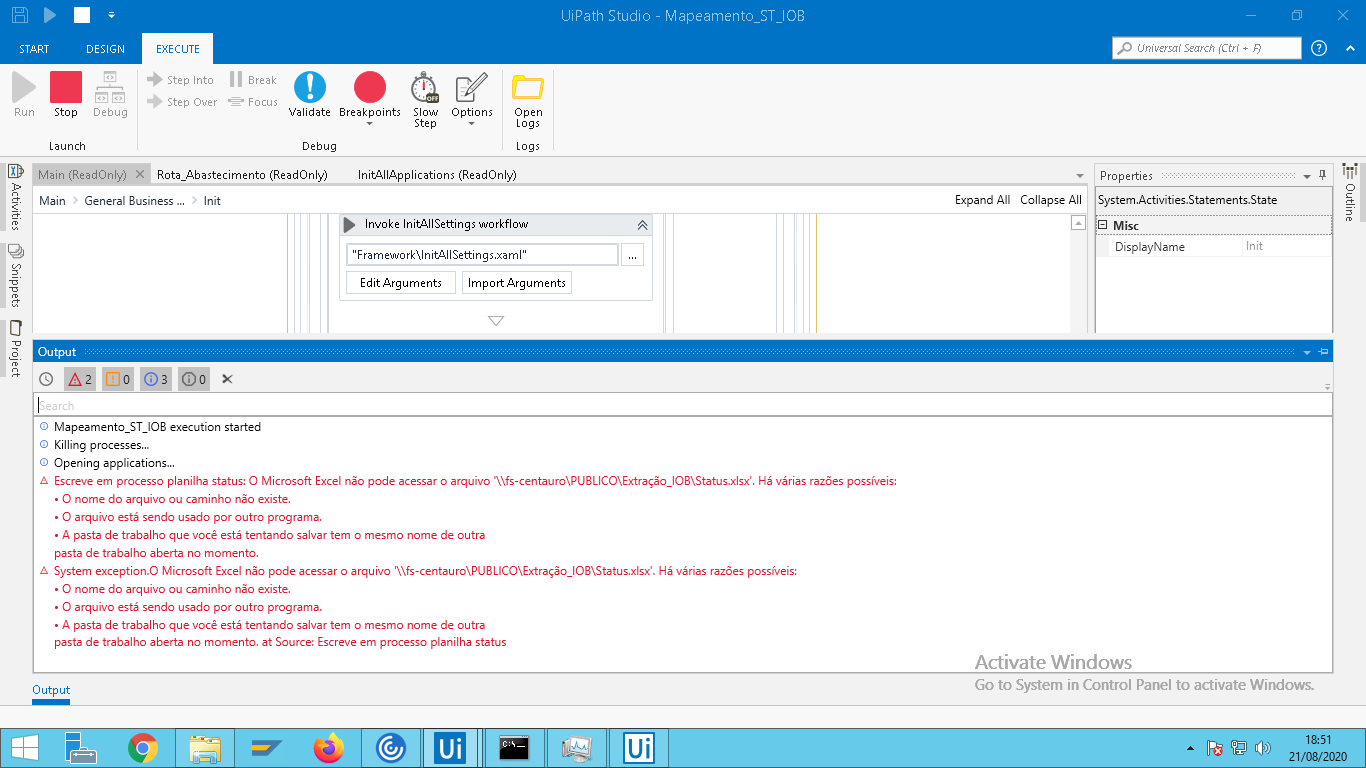 UiPath Studio - Mapeamento_ST_IOB
START DESIGN EXECUTE
Universal Search (Ctrl + F)
Run
Stop
Debug
Launch
Step Into
Step Over
Break
Focus
Validate
Breakpoints
Slow
Step
OFF
Options
Debug
Open
Logs
Logs
Activities
Snippets
Project
Main (ReadOnly)
Rota_Abastecimento (ReadOnly)
InitAllApplications (ReadOnly)
Main > General Business ... > Init
Expand All Collapse All
Invoke InitAllSettings workflow
"Framework\InitAllSettings.xaml"
...
Edit Arguments
Import Arguments
Properties
System.Activities.Statements.State
Misc
DisplayName Init
Outline
Output
2 0 3 0
Search
Mapeamento_ST_IOB execution started
Killing processes...
Opening applications...
Escreve em processo planilha status: O Microsoft Excel não pode acessar o arquivo '\\fs-centauro\PUBLICO\Extração_IOB\Status.xlsx'. Há várias razões possíveis:
• O nome do arquivo ou caminho não existe.
• O arquivo está sendo usado por outro programa.
• A pasta de trabalho que você está tentando salvar tem o mesmo nome de outra
pasta de trabalho aberta no momento.
System exception.O Microsoft Excel não pode acessar o arquivo '\\fs-centauro\PUBLICO\Extração_IOB\Status.xlsx'. Há várias razões possíveis:
• O nome do arquivo ou caminho não existe.
• O arquivo está sendo usado por outro programa.
• A pasta de trabalho que você está tentando salvar tem o mesmo nome de outra
pasta de trabalho aberta no momento. at Source: Escreve em processo planilha status
Activate Windows
Go to System in Control Panel to activate Windows.
Output
Ui
C:\
Ui
18:51
21/08/2020